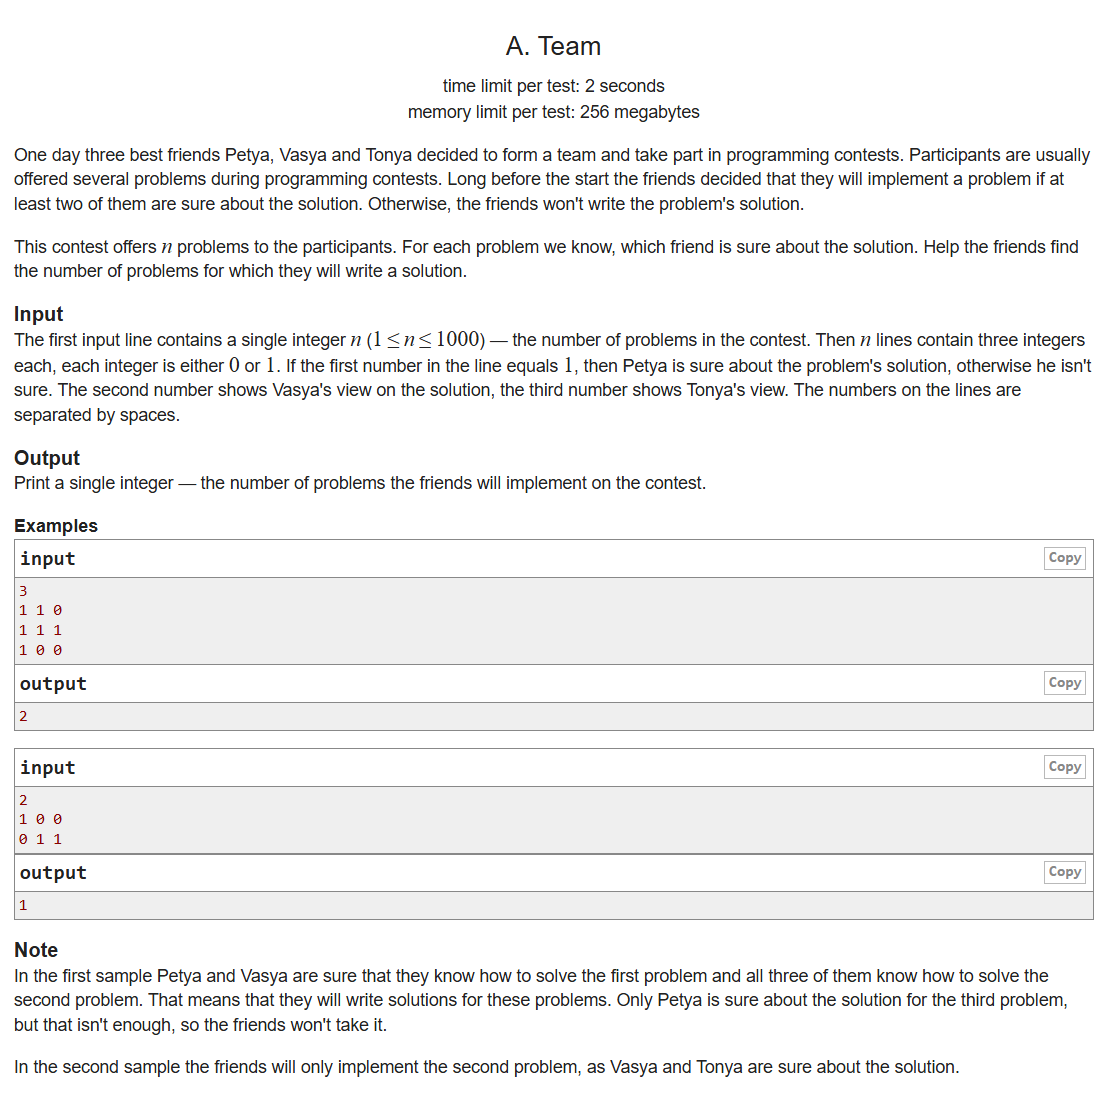 A. Team
time limit per test: 2 seconds
memory limit per test: 256 megabytes
One day three best friends Petya, Vasya and Tonya decided to form a team and take part in programming contests. Participants are usually
offered several problems during programming contests. Long before the start the friends decided that they will implement a problem if at
least two of them are sure about the solution. Otherwise, the friends won't write the problem's solution.
This contest offers n problems to the participants. For each problem we know, which friend is sure about the solution. Help the friends find
the number of problems for which they will write a solution.
Input
The first input line contains a single integer n (1 ≤ n ≤ 1000) — the number of problems in the contest. Then n lines contain three integers
each, each integer is either 0 or 1. If the first number in the line equals 1, then Petya is sure about the problem's solution, otherwise he isn't
sure. The second number shows Vasya's view on the solution, the third number shows Tonya's view. The numbers on the lines are
separated by spaces.
Output
Print a single integer — the number of problems the friends will implement on the contest.
Examples
input Copy
3
1 1 0
1 1 1
1 0 0
output Copy
2
input Copy
2
1 0 0
0 1 1
output Copy
1
Note
In the first sample Petya and Vasya are sure that they know how to solve the first problem and all three of them know how to solve the
second problem. That means that they will write solutions for these problems. Only Petya is sure about the solution for the third problem,
but that isn't enough, so the friends won't take it.
In the second sample the friends will only implement the second problem, as Vasya and Tonya are sure about the solution.